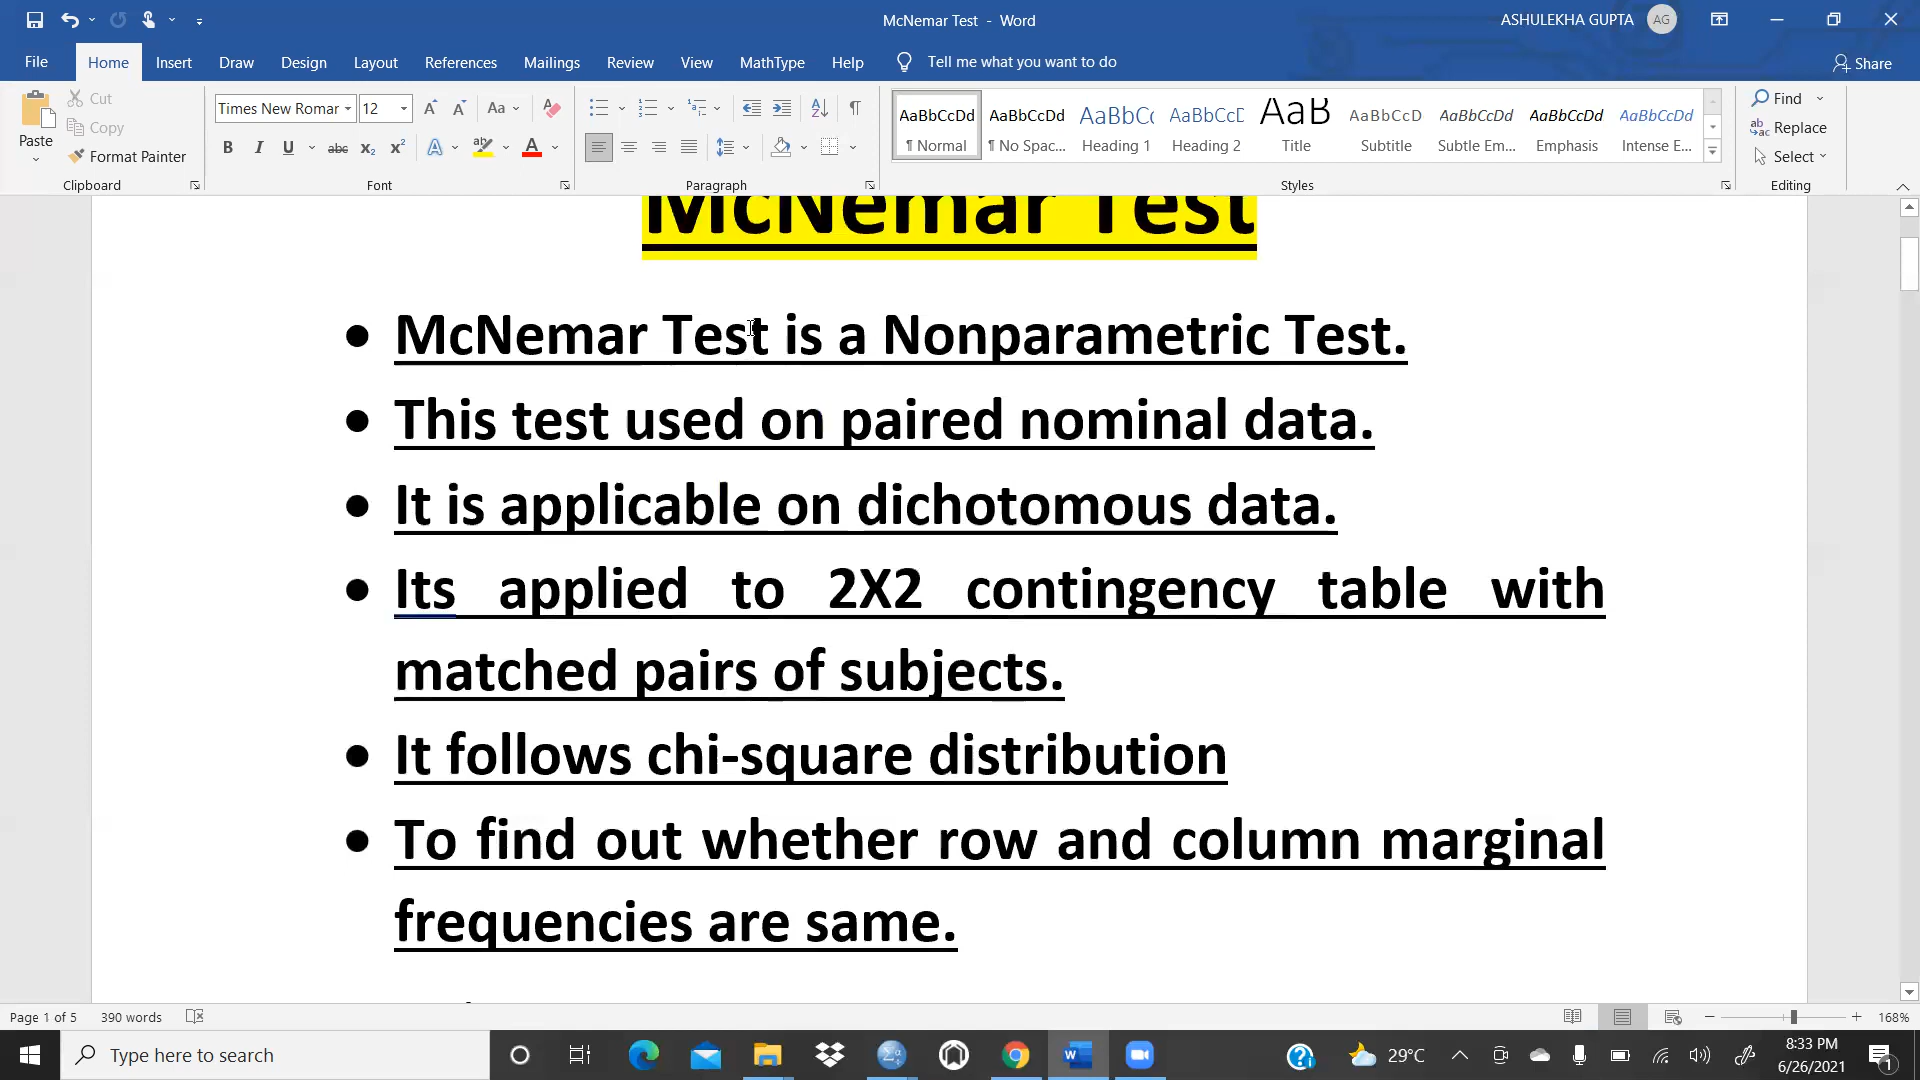 McNemar Test - Word
ASHULEKHA GUPTA AG
File Home Insert Draw Design Layout References Mailings Review View MathType Help Tell me what you want to do Share
Paste
Cut
Copy
Format Painter
Clipboard
Times New Roman 12
Font
Paragraph
AaBbCcDd AaBbCcDd AaBbCc AaBbCcD AaB AaBbCcD AaBbCcDd AaBbCcDd AaBbCcDd
¶ Normal ¶ No Spac... Heading 1 Heading 2 Title Subtitle Subtle Em... Emphasis Intense E...
Styles
Find
Replace
Select
Editing
McNemar Test
• McNemar Test is a Nonparametric Test.
• This test used on paired nominal data.
• It is applicable on dichotomous data.
• Its applied to 2X2 contingency table with
matched pairs of subjects.
• It follows chi-square distribution
• To find out whether row and column marginal
frequencies are same.
Page 1 of 5 390 words 168%
Type here to search
29°C
8:33 PM
6/26/2021
1